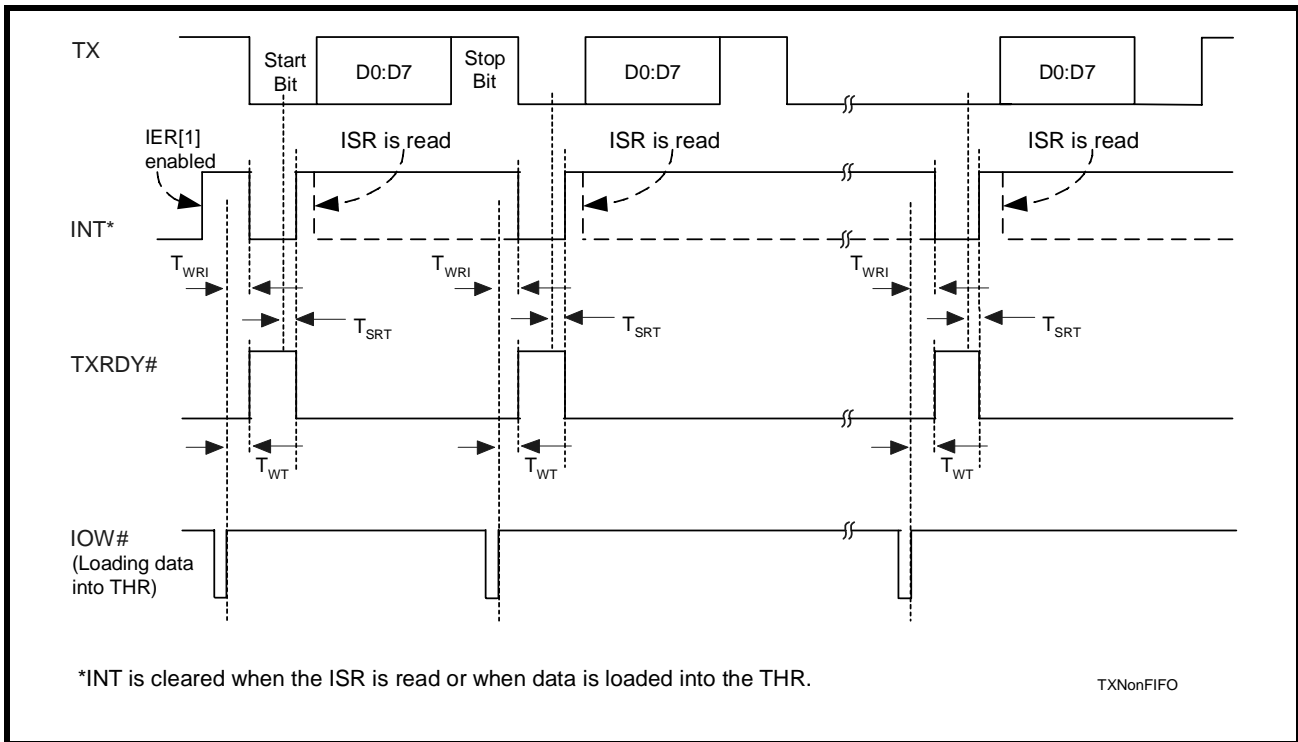 TX
Start
Bit
D0:D7
Stop
Bit
D0:D7
D0:D7
IER[1]
enabled
ISR is read
ISR is read
ISR is read
INT*
TWRI
TWRI
TWRI
TSRT
TSRT
TSRT
TXRDY#
TWT
TWT
TWT
IOW#
(Loading data
into THR)
*INT is cleared when the ISR is read or when data is loaded into the THR.
TXNonFIFO